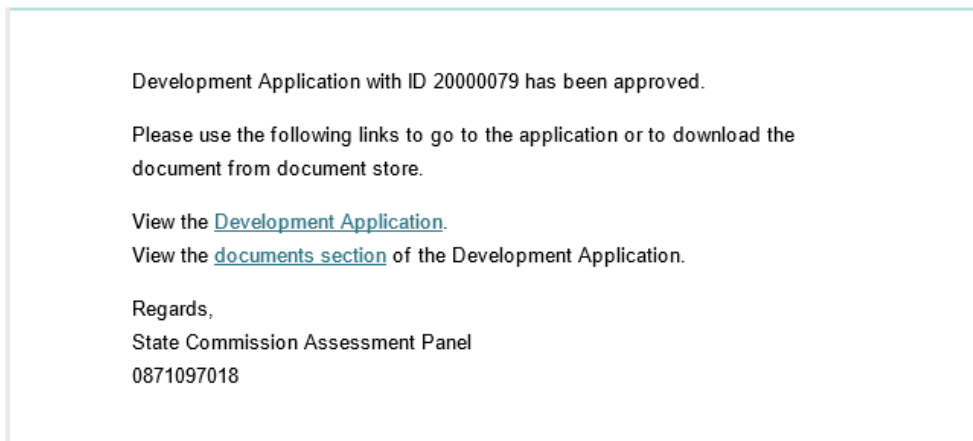 Development Application with ID 20000079 has been approved.
Please use the following links to go to the application or to download the
document from document store.
View the Development Application.
View the documents section of the Development Application.
Regards,
State Commission Assessment Panel
0871097018